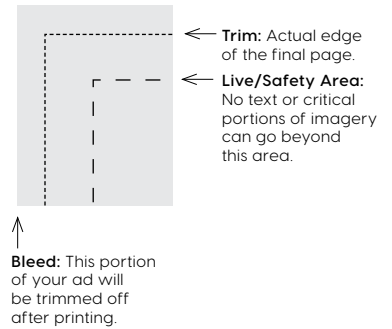 Trim: Actual edge
of the final page.
Live/Safety Area:
No text or critical
portions of imagery
can go beyond
this area.
Bleed: This portion
of your ad will
be trimmed off
after printing.